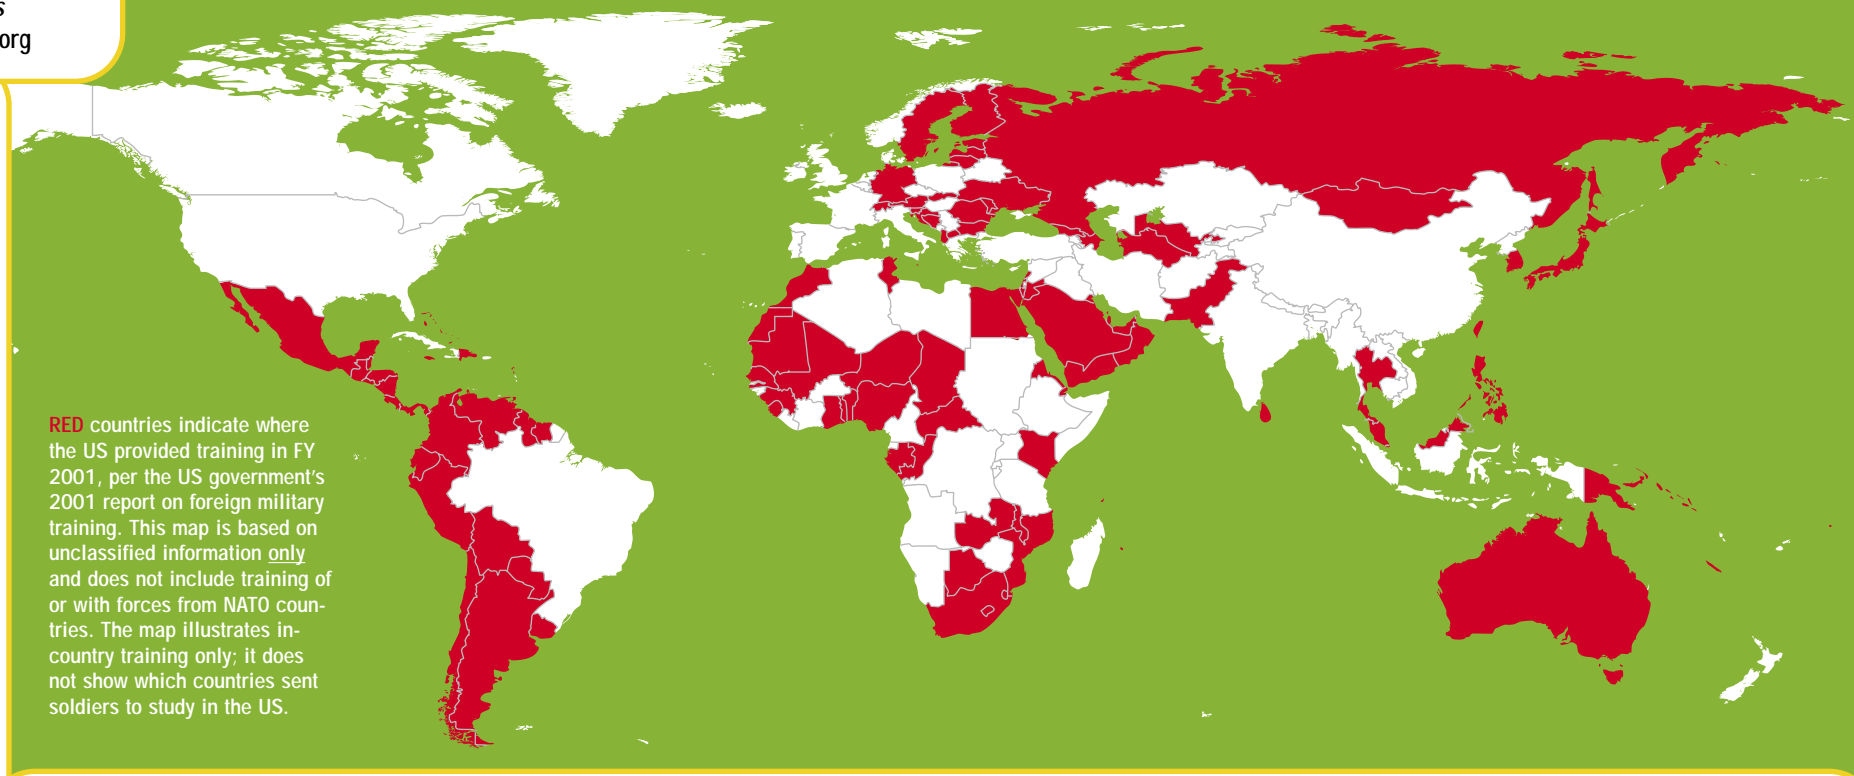 s
org
RED countries indicate where
the US provided training in FY
2001, per the US government's
2001 report on foreign military
training. This map is based on
unclassified information only
and does not include training of
or with forces from NATO coun-
tries. The map illustrates in-
country training only; it does
not show which countries sent
soldiers to study in the US.